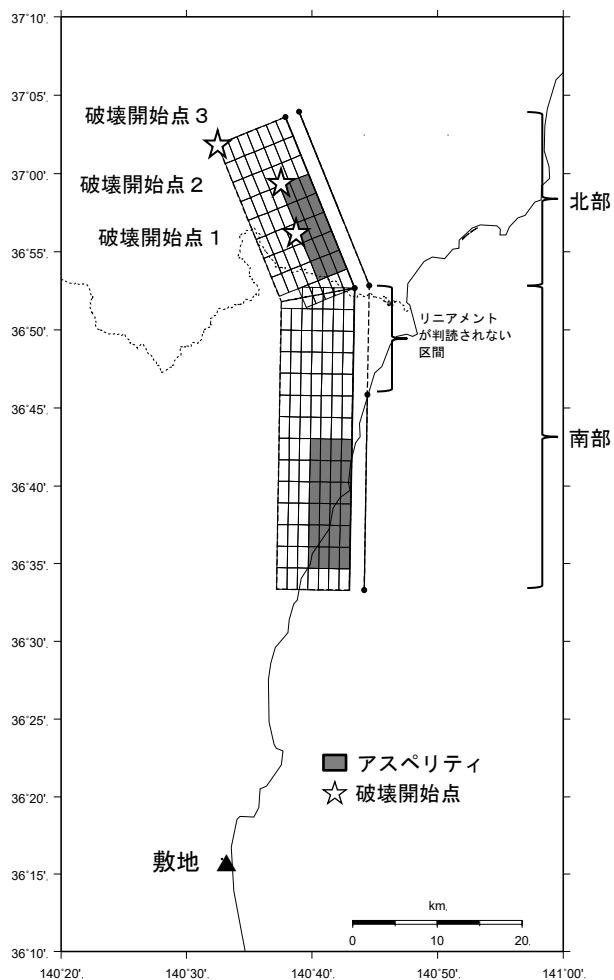 37˚10'.
37˚05'.
37˚00'.
36˚55'.
36˚50'.
36˚45'.
36˚40'.
36˚35'.
36˚30'.
36˚25'.
36˚20'.
36˚15'.
36˚10'.
破壊開始点３
破壊開始点２
破壊開始点１
北部
リニアメント
が判読されない
区間
南部
アスペリティ
破壊開始点
敷地
km.
0 10 20.
140˚20'. 140˚30'. 140˚40'. 140˚50'. 141˚00'.